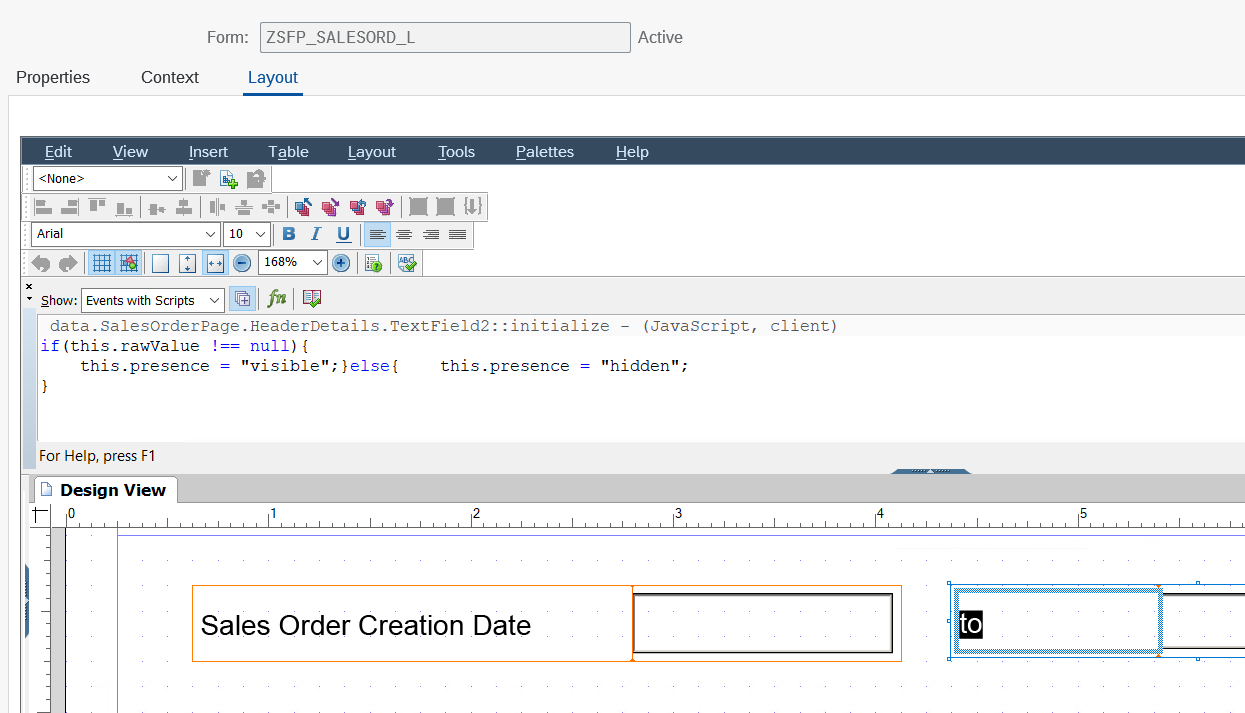 Form: ZSFP_SALESORD_L Active
Properties Context Layout
Edit View Insert Table Layout Tools Palettes Help
<None>
Arial 10 B I U
168% ABC
Show: Events with Scripts fn
data.SalesOrderPage.HeaderDetails.TextField2::initialize - (JavaScript, client)
if(this.rawValue !== null){
    this.presence = "visible";}else{    this.presence = "hidden";
}
For Help, press F1
Design View
0 1 2 3 4 5
Sales Order Creation Date to